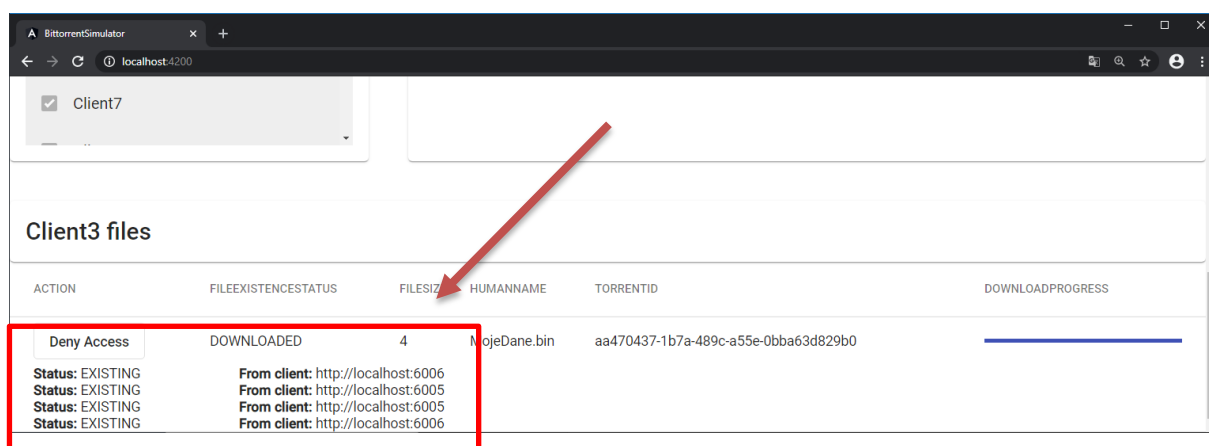 BittorrentSimulator
localhost:4200
Client7
Client3 files
ACTION FILEEXISTENCESTATUS FILESIZ HUMANNAME TORRENTID DOWNLOADPROGRESS
Deny Access DOWNLOADED 4 MojeDane.bin aa470437-1b7a-489c-a55e-0bba63d829b0
Status: EXISTING From client: http://localhost:6006
Status: EXISTING From client: http://localhost:6005
Status: EXISTING From client: http://localhost:6005
Status: EXISTING From client: http://localhost:6006